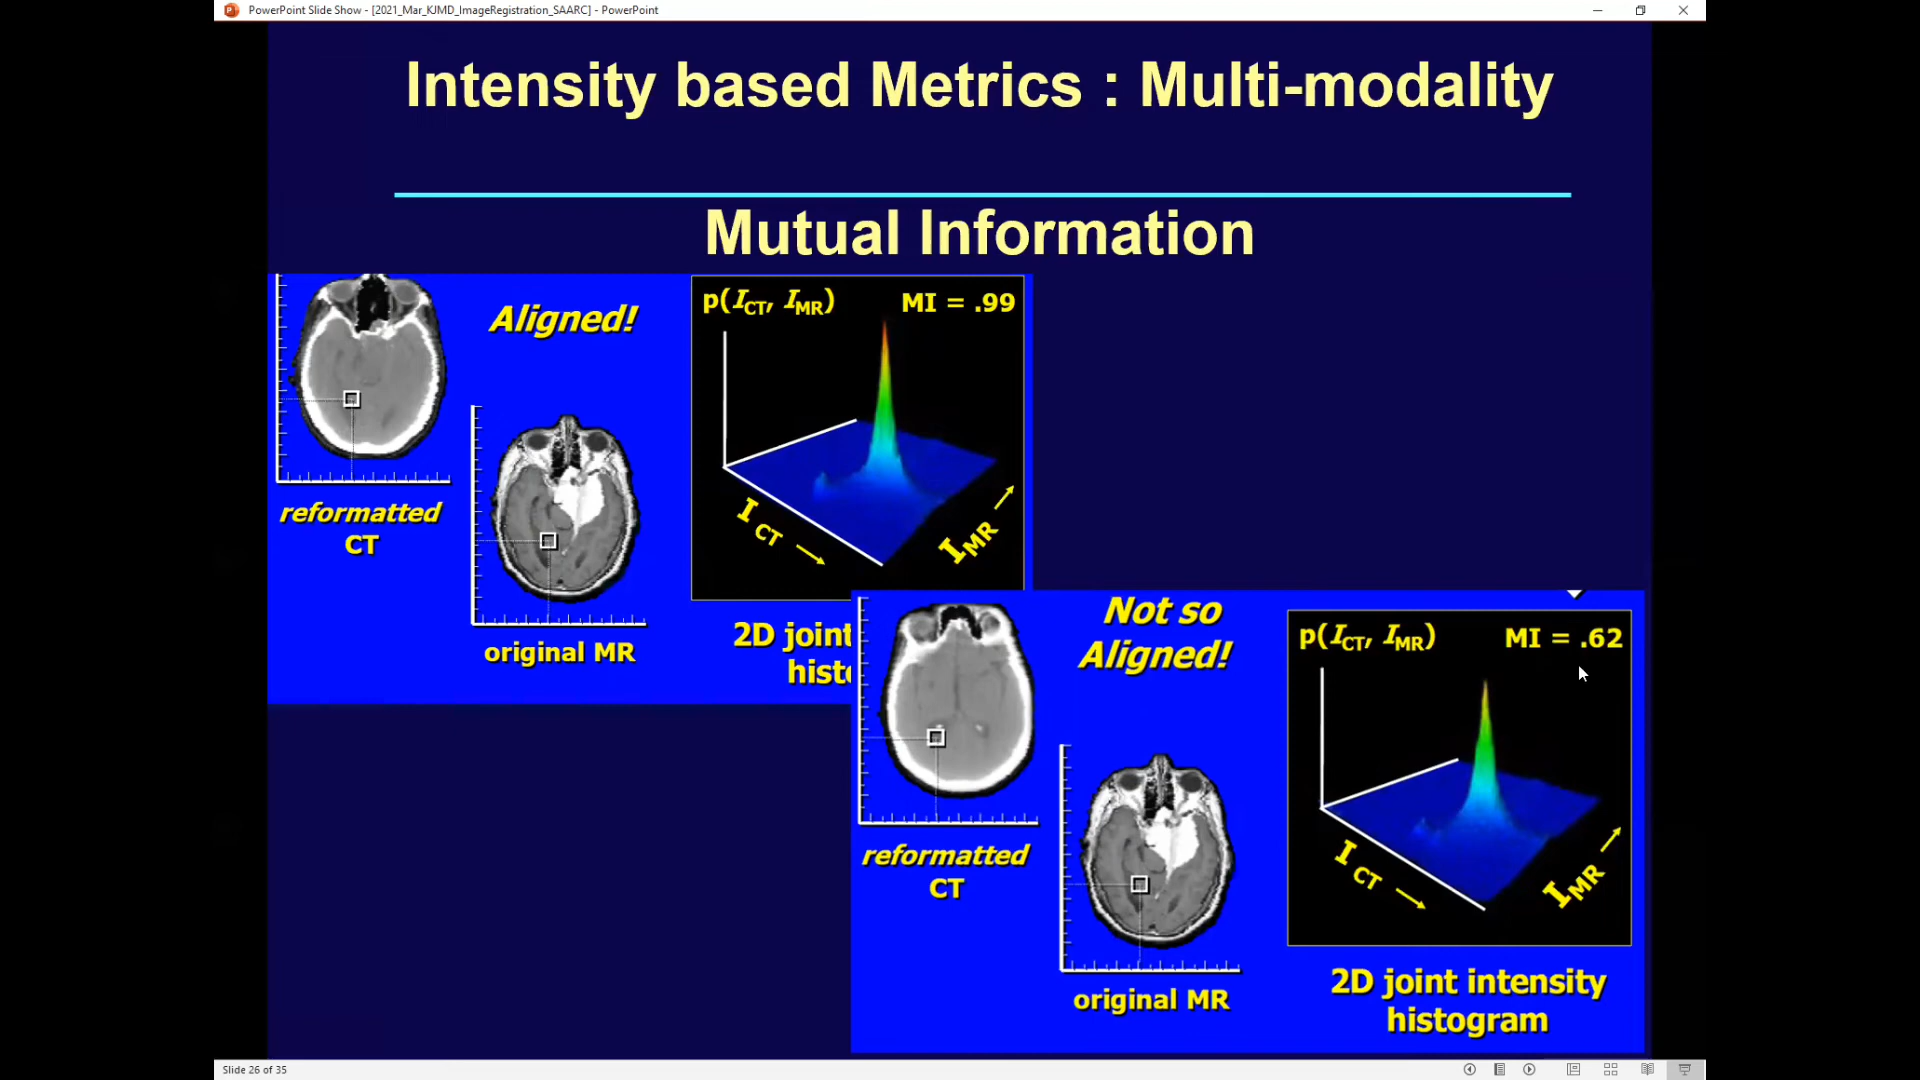 PowerPoint Slide Show - [2021_Mar_KJMD_ImageRegistration_SAARC] - PowerPoint
Intensity based Metrics : Multi-modality
Mutual Information
Aligned!
reformatted
CT
original MR
p(ICT, IMR) MI = .99
I CT
IMR
2D joint
Not so
Aligned!
reformatted
CT
original MR
p(ICT, IMR) MI = .62
I CT
IMR
2D joint intensity
histogram
Slide 26 of 35